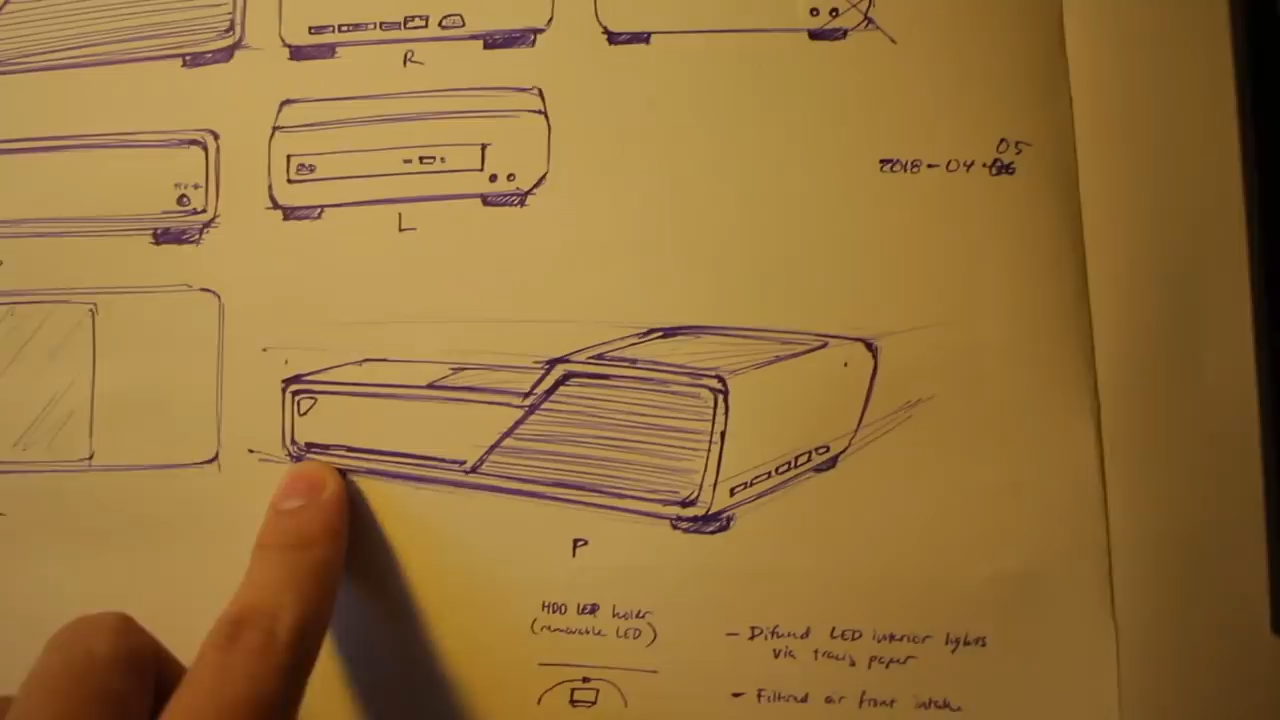 R
05
2018-04-06
L
P
HDD LED holder
(removable LED)
- Difused LED interior lights
via tracing paper
- Filtered air front intake